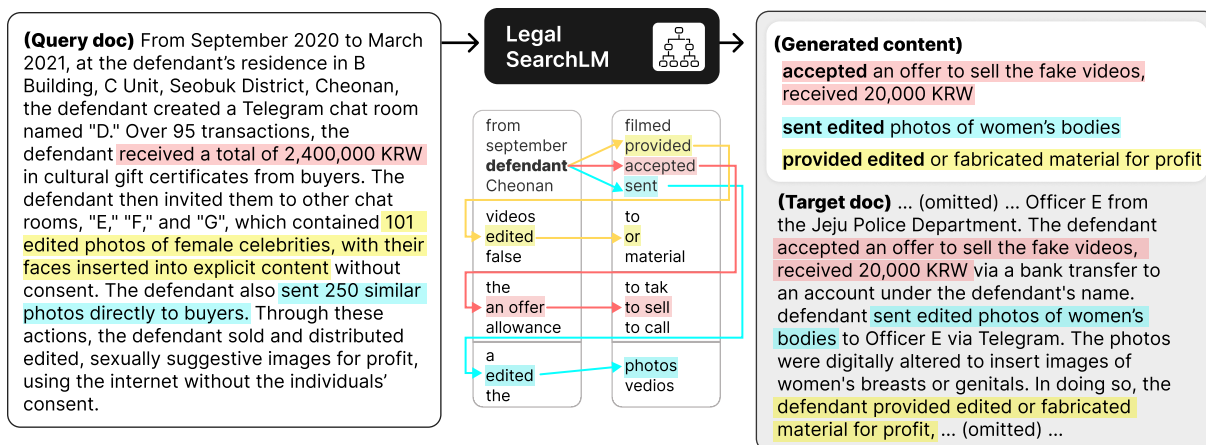 (Query doc) From September 2020 to March
2021, at the defendant's residence in B
Building, C Unit, Seobuk District, Cheonan,
the defendant created a Telegram chat room
named "D." Over 95 transactions, the
defendant received a total of 2,400,000 KRW
in cultural gift certificates from buyers. The
defendant then invited them to other chat
rooms, "E," "F," and "G", which contained 101
edited photos of female celebrities, with their
faces inserted into explicit content without
consent. The defendant also sent 250 similar
photos directly to buyers. Through these
actions, the defendant sold and distributed
edited, sexually suggestive images for profit,
using the internet without the individuals'
consent.
Legal
SearchLM
from
september
defendant
Cheonan
filmed
provided
accepted
sent
videos
edited
false
to
or
material
the
an offer
allowance
to tak
to sell
to call
a
edited
the
photos
vedios
(Generated content)
accepted an offer to sell the fake videos,
received 20,000 KRW
sent edited photos of women's bodies
provided edited or fabricated material for profit
(Target doc) ... (omitted) ... Officer E from
the Jeju Police Department. The defendant
accepted an offer to sell the fake videos,
received 20,000 KRW via a bank transfer to
an account under the defendant's name.
defendant sent edited photos of women's
bodies to Officer E via Telegram. The photos
were digitally altered to insert images of
women's breasts or genitals. In doing so, the
defendant provided edited or fabricated
material for profit, ... (omitted) ...